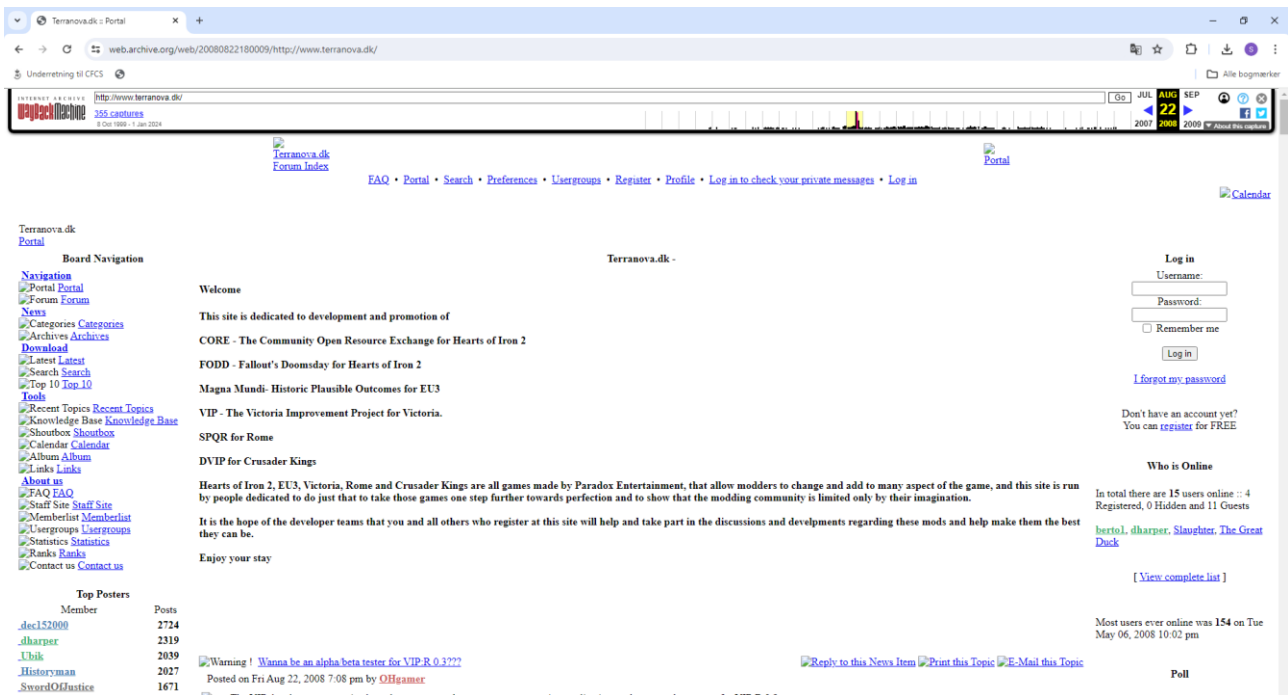 Terranova.dk :: Portal
web.archive.org/web/20080822180009/http://www.terranova.dk/
Underretning til CFCS
Alle bogmærker
INTERNET ARCHIVE
WayBackMachine
http://www.terranova.dk/
Go
JUL AUG SEP
355 captures
22
8 Oct 1999 - 1 Jan 2024
2007 2008 2009
About this capture
Terranova.dk
Forum Index
Portal
FAQ • Portal • Search • Preferences • Usergroups • Register • Profile • Log in to check your private messages • Log in
Calendar
Terranova.dk
Portal
Board Navigation
Navigation
Portal Portal
Forum Forum
News
Categories Categories
Archives Archives
Download
Latest Latest
Search Search
Top 10 Top 10
Tools
Recent Topics Recent Topics
Knowledge Base Knowledge Base
Shoutbox Shoutbox
Calendar Calendar
Album Album
Links Links
About us
FAQ FAQ
Staff Site Staff Site
Memberlist Memberlist
Usergroups Usergroups
Statistics Statistics
Ranks Ranks
Contact us Contact us
Top Posters
Member Posts
_dec152000 2724
_dharper 2319
_Ubik 2039
_Historyman 2027
_SwordOfJustice 1671
Terranova.dk -
Welcome
This site is dedicated to development and promotion of
CORE - The Community Open Resource Exchange for Hearts of Iron 2
FODD - Fallout's Doomsday for Hearts of Iron 2
Magna Mundi- Historic Plausible Outcomes for EU3
VIP - The Victoria Improvement Project for Victoria.
SPQR for Rome
DVIP for Crusader Kings
Hearts of Iron 2, EU3, Victoria, Rome and Crusader Kings are all games made by Paradox Entertainment, that allow modders to change and add to many aspect of the game, and this site is run
by people dedicated to do just that to take those games one step further towards perfection and to show that the modding community is limited only by their imagination.
It is the hope of the developer teams that you and all others who register at this site will help and take part in the discussions and develpments regarding these mods and help make them the best
they can be.
Enjoy your stay
Warning ! Wanna be an alpha/beta tester for VIP:R 0.3???
Reply to this News Item Print this Topic E-Mail this Topic
Posted on Fri Aug 22, 2008 7:08 pm by OHgamer
Log in
Username:
Password:
Remember me
Log in
I forgot my password
Don't have an account yet?
You can register for FREE
Who is Online
In total there are 15 users online :: 4
Registered, 0 Hidden and 11 Guests
berto1, dharper, Slaughter, The Great
Duck
[ View complete list ]
Most users ever online was 154 on Tue
May 06, 2008 10:02 pm
Poll